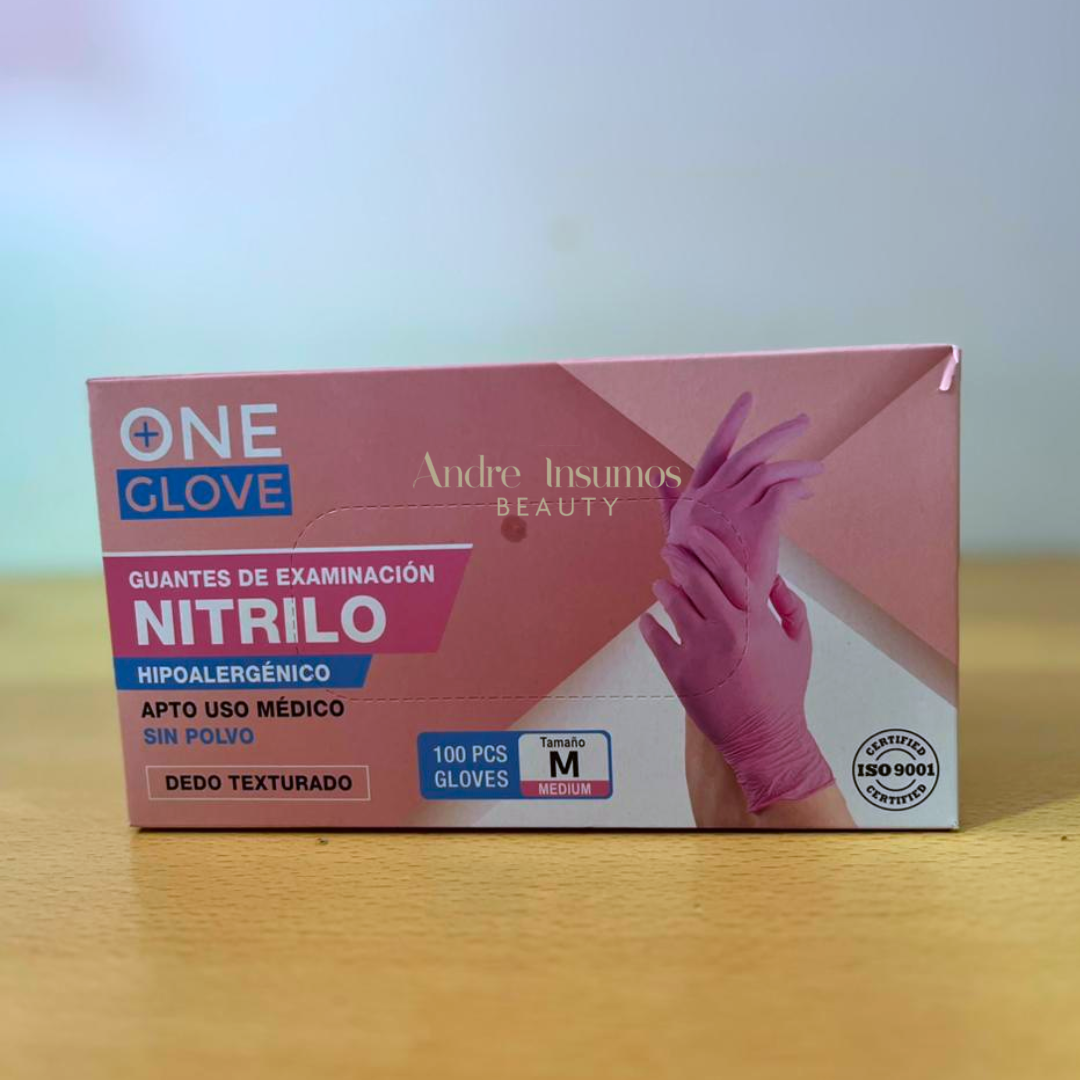 ONE
GLOVE
Andre Insumos
BEAUTY
GUANTES DE EXAMINACIÓN
NITRILO
HIPOALERGÉNICO
APTO USO MÉDICO
SIN POLVO
DEDO TEXTURADO
100 PCS
GLOVES
Tamaño
M
MEDIUM
CERTIFIED
ISO 9001
CERTIFIED